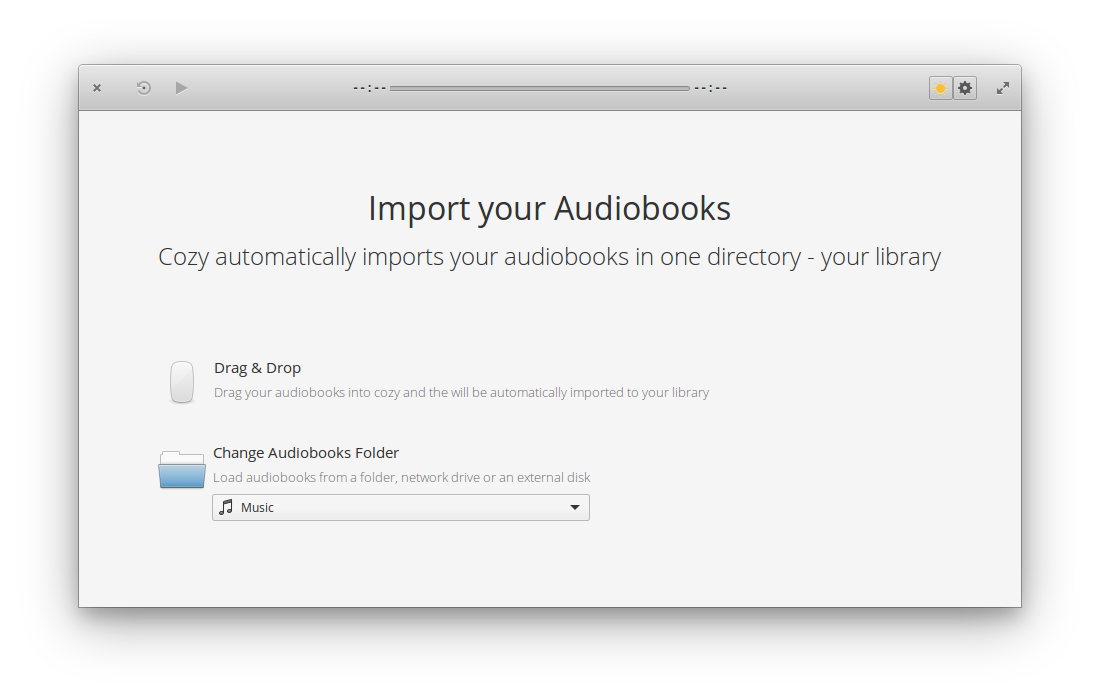 --:-- --:--
Import your Audiobooks
Cozy automatically imports your audiobooks in one directory - your library
Drag & Drop
Drag your audiobooks into cozy and the will be automatically imported to your library
Change Audiobooks Folder
Load audiobooks from a folder, network drive or an external disk
Music